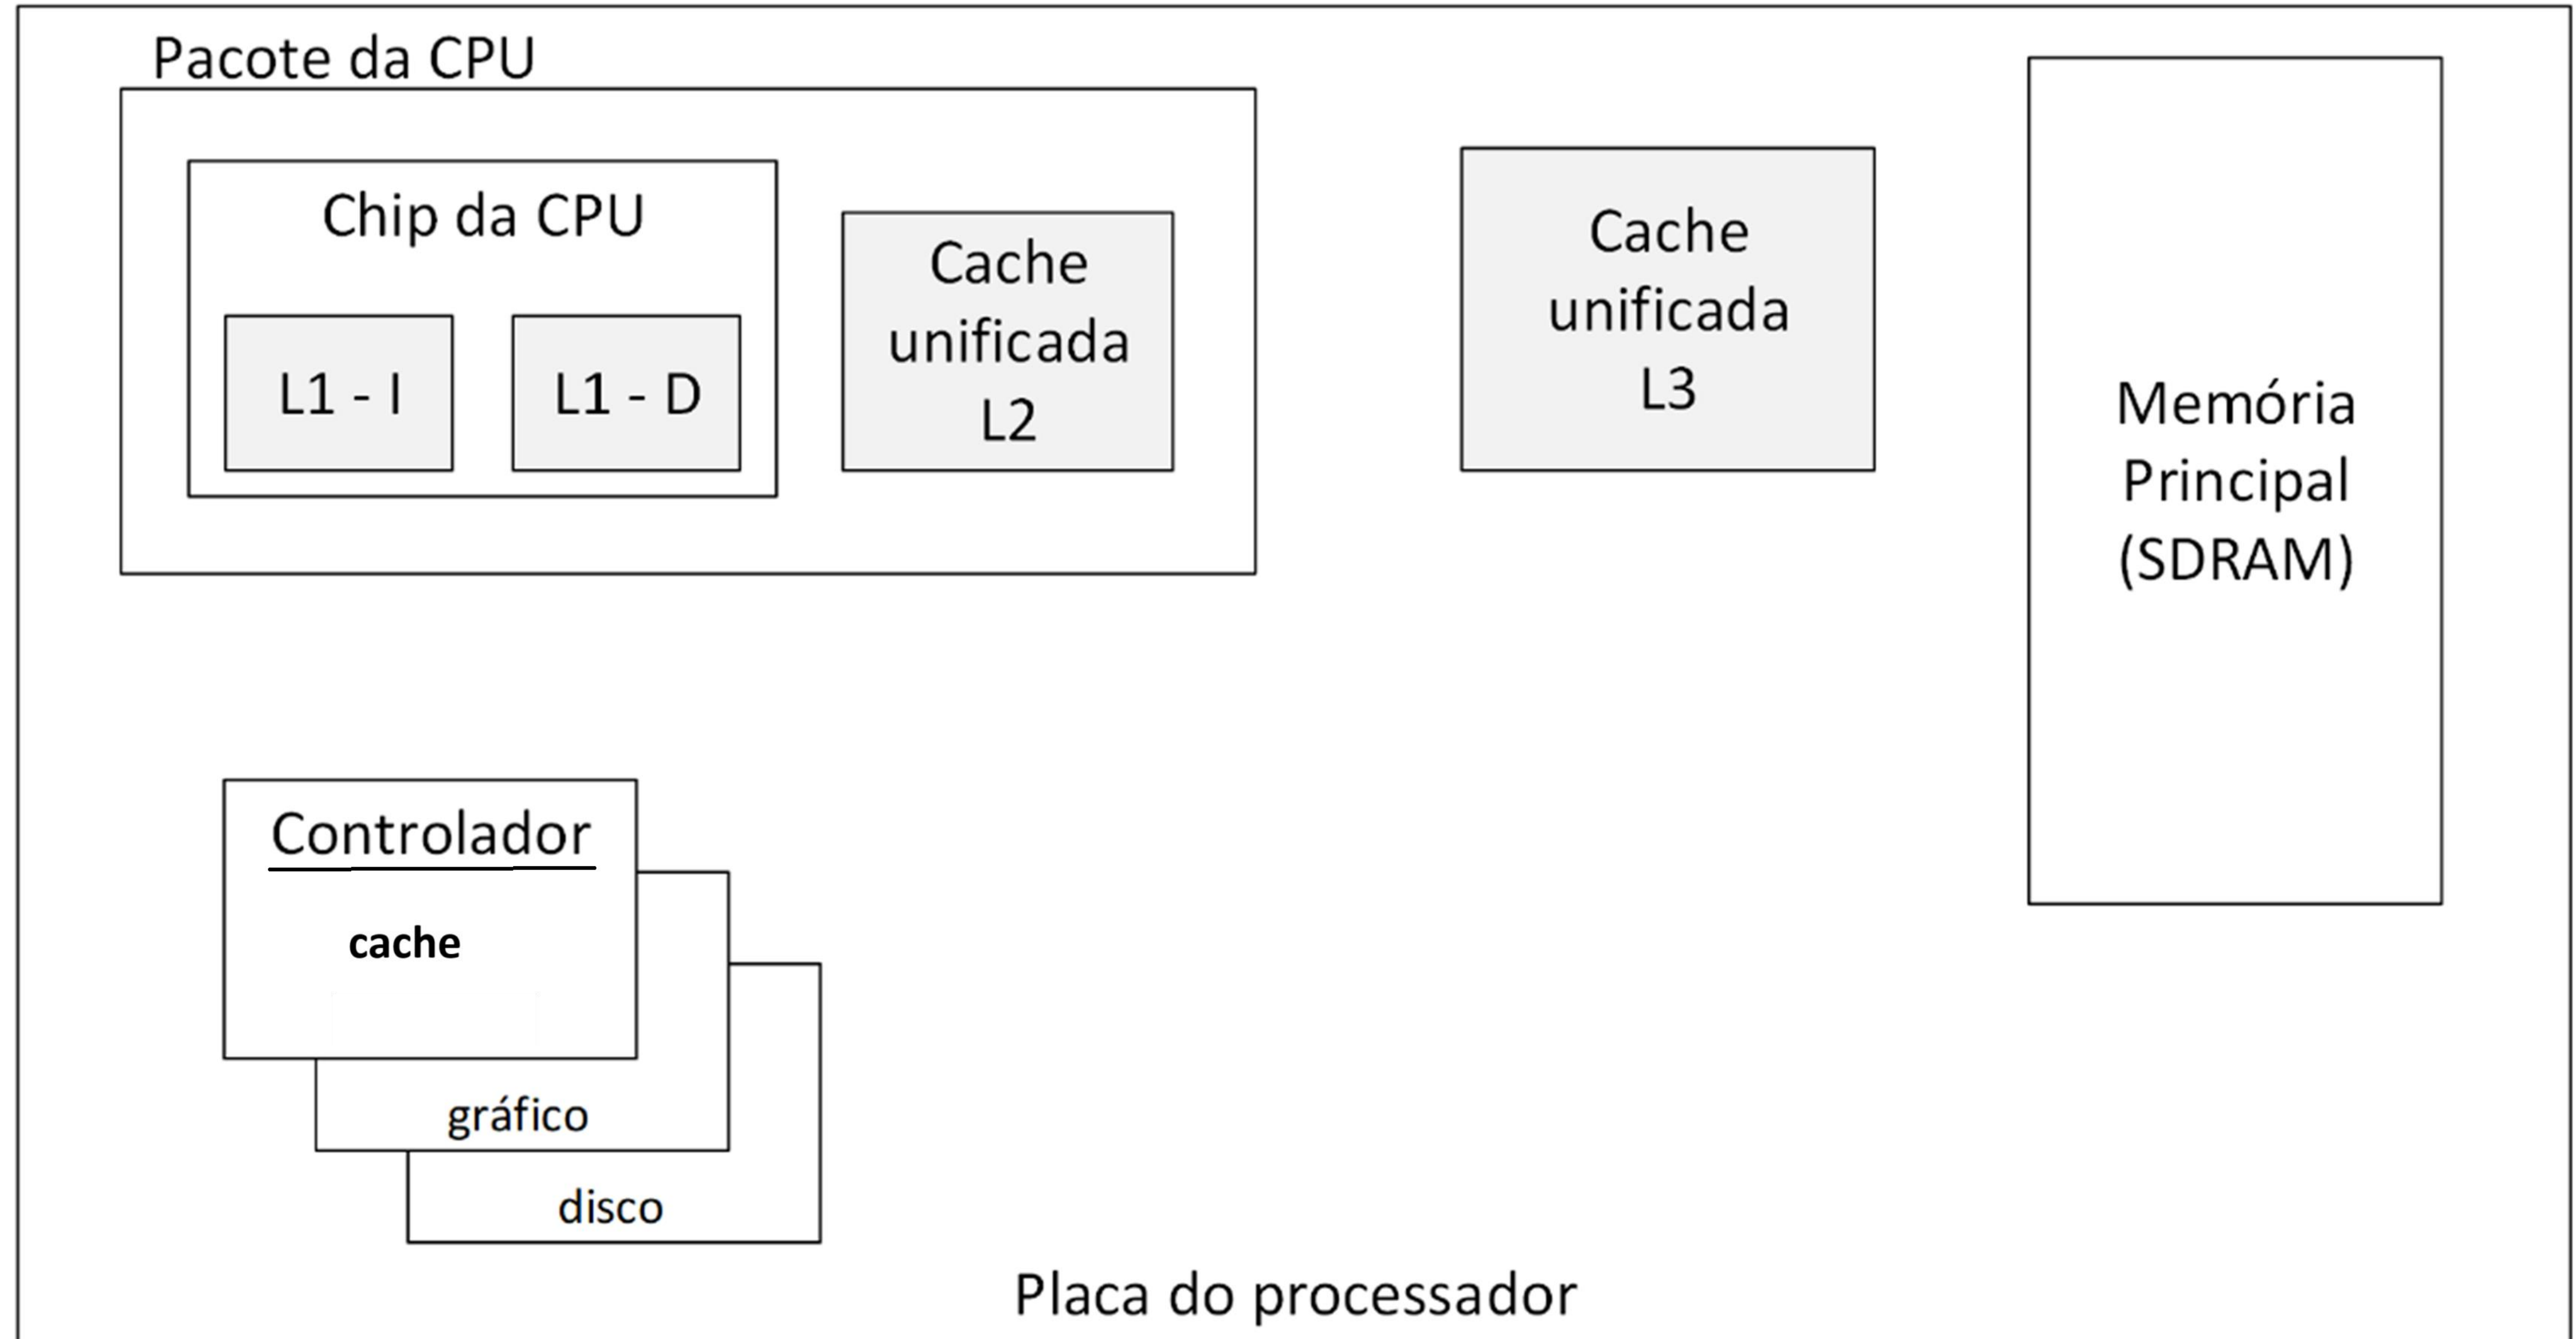 Pacote da CPU
Chip da CPU
L1 - I
L1 - D
Cache
unificada
L2
Cache
unificada
L3
Memória
Principal
(SDRAM)
Controlador
cache
gráfico
disco
Placa do processador